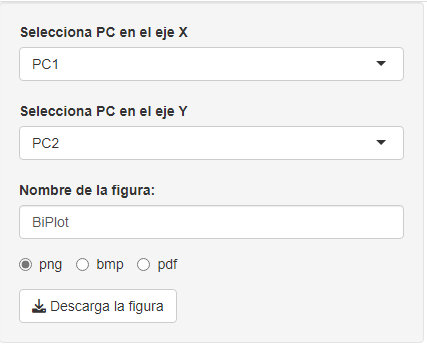 Selecciona PC en el eje X
PC1
Selecciona PC en el eje Y
PC2
Nombre de la figura:
BiPlot
png bmp pdf
Descarga la figura